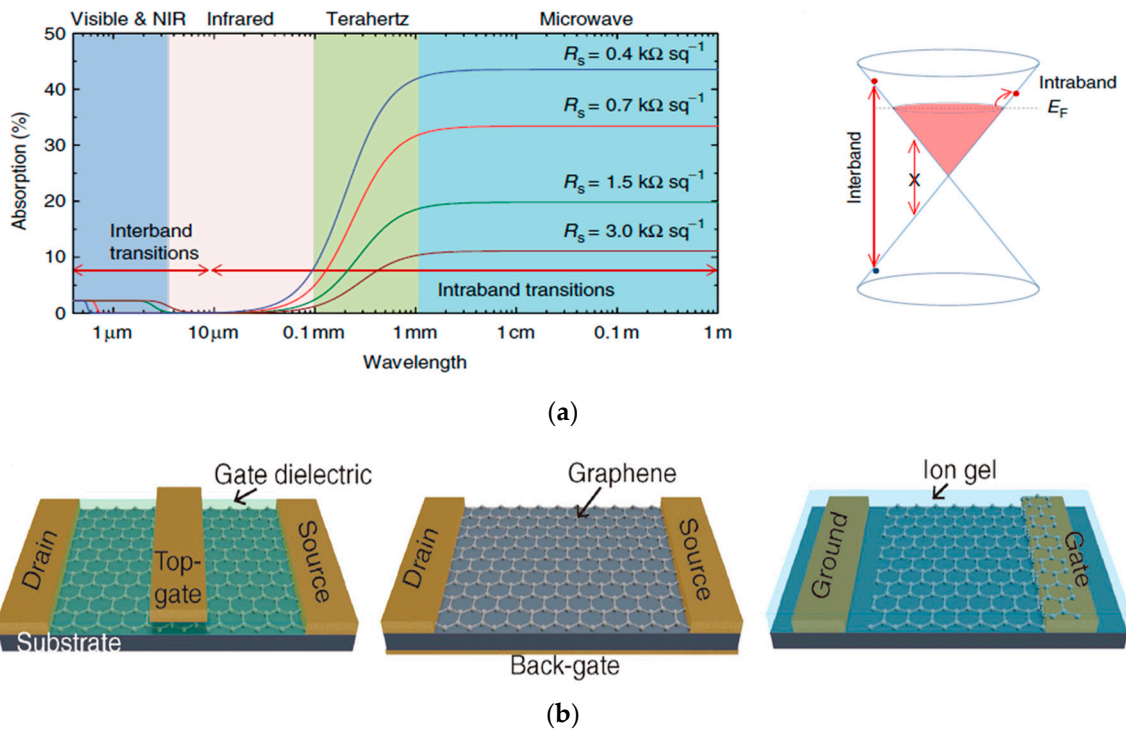 Visible & NIR Infrared Terahertz Microwave
50
40
30
20
10
0
Absorption (%)
Rs = 0.4 kΩ sq⁻¹
Rs = 0.7 kΩ sq⁻¹
Rs = 1.5 kΩ sq⁻¹
Rs = 3.0 kΩ sq⁻¹
Interband
transitions
Intraband transitions
1 μm 10 μm 0.1 mm 1 mm 1 cm 0.1 m 1 m
Wavelength
Intraband
EF
Interband
X
(a)
Gate dielectric
Drain
Top-
gate
Source
Substrate
Graphene
Drain
Source
Back-gate
Ion gel
Ground
Gate
(b)